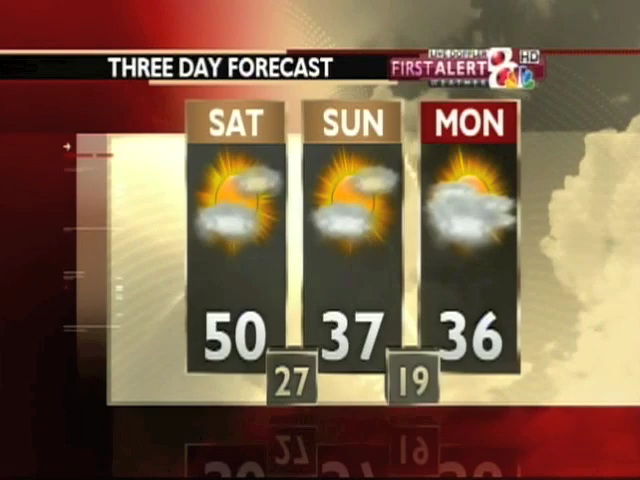 LIVE DOPPLER
8 HD
THREE DAY FORECAST
FIRST ALERT
WEATHER
SAT SUN MON
50 37 36
27 19